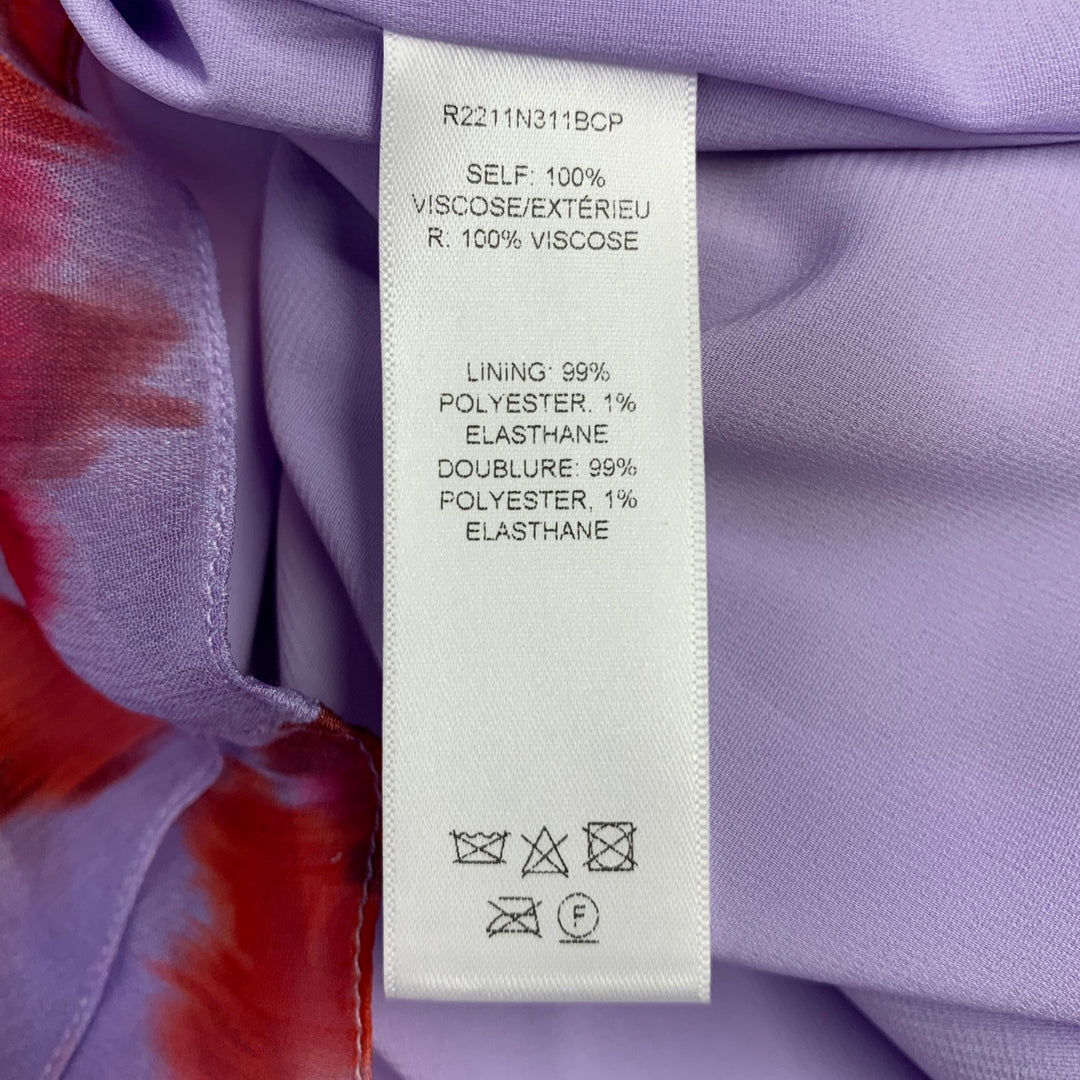 R2211N311BCP
SELF: 100%
VISCOSE/EXTÉRIEU
R: 100% VISCOSE
LINING: 99%
POLYESTER, 1%
ELASTHANE
DOUBLURE: 99%
POLYESTER, 1%
ELASTHANE
F